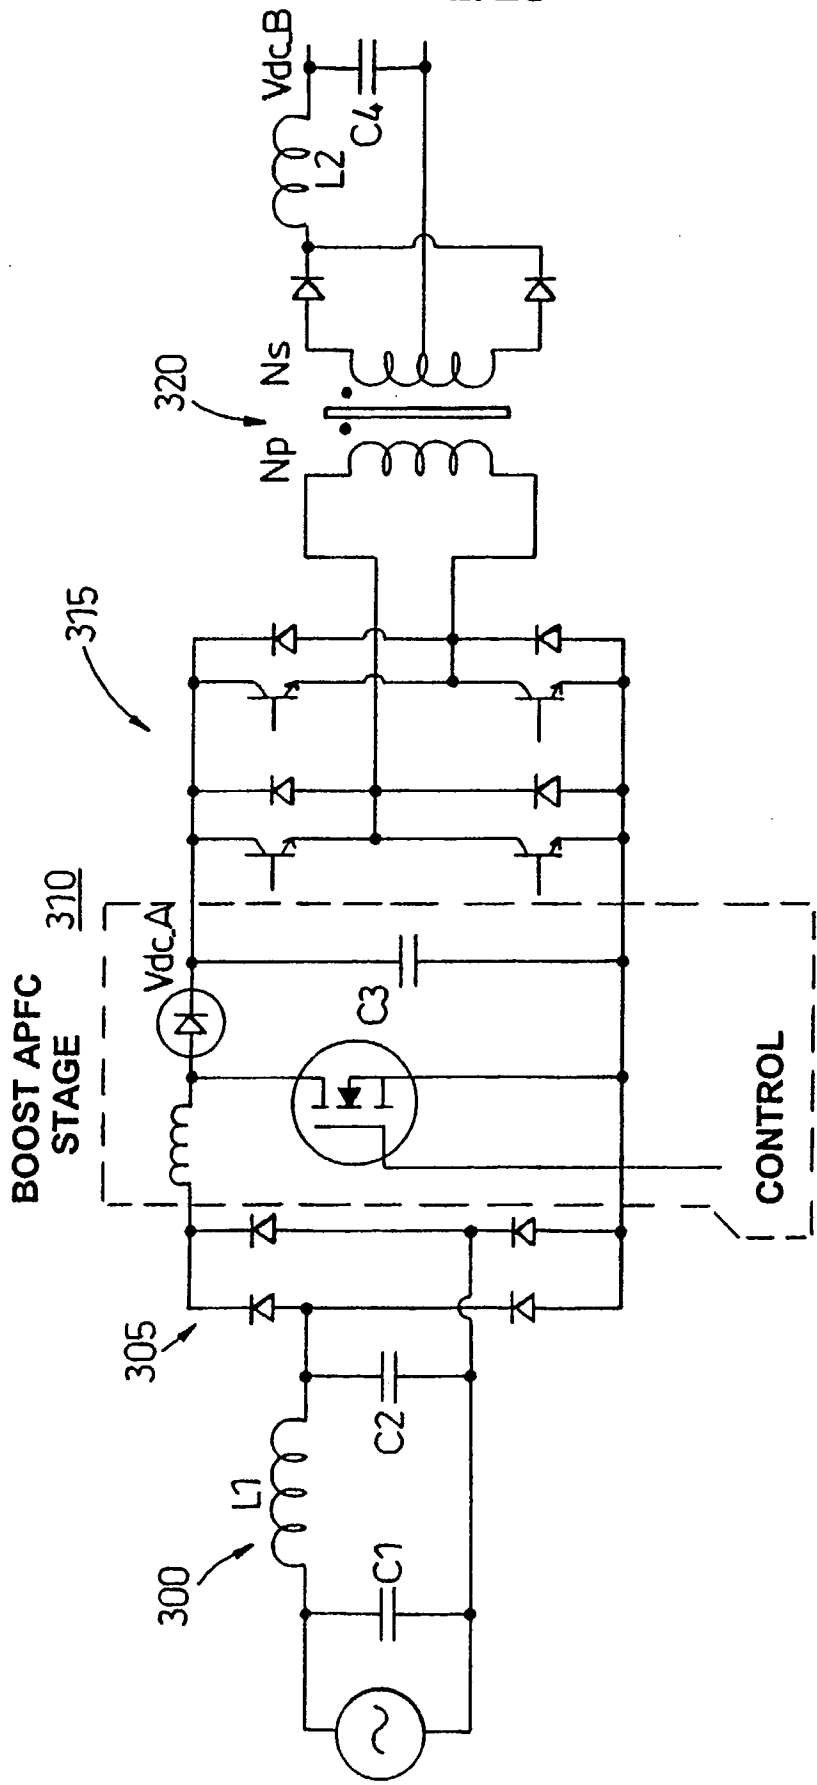 BOOST APFC
STAGE
310
315
320
305
300
L1
C1
C2
Vdc_A
C3
CONTROL
Np
Ns
L2
Vdc_B
C4